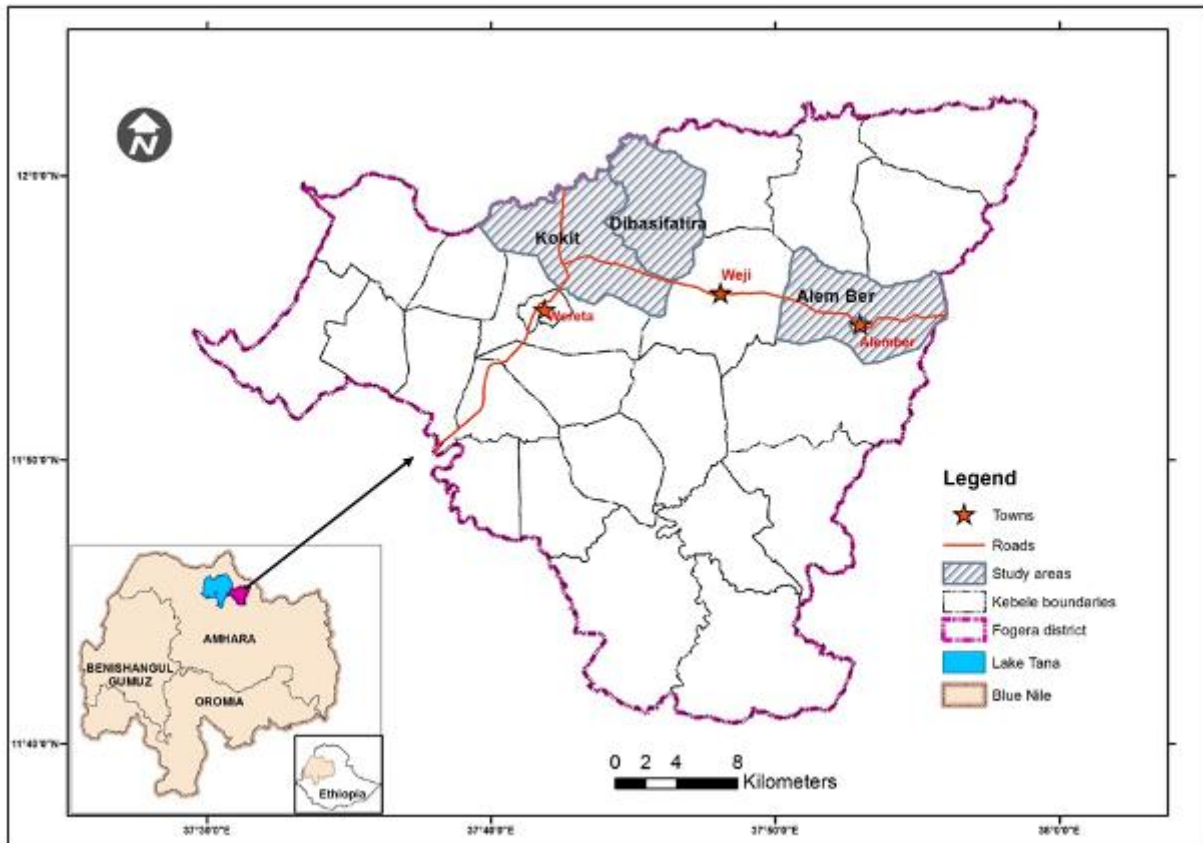 N
12°0'0"N
Dibasifatira
Kokit
Weji
Alem Ber
Wereta
Alember
11°50'0"N
Legend
Towns
Roads
Study areas
Kebele boundaries
Fogera district
Lake Tana
Blue Nile
AMHARA
BENISHANGUL
GUMUZ
OROMIA
Ethiopia
11°40'0"N
0 2 4 8
Kilometers
37°30'0"E
37°40'0"E
37°50'0"E
38°0'0"E